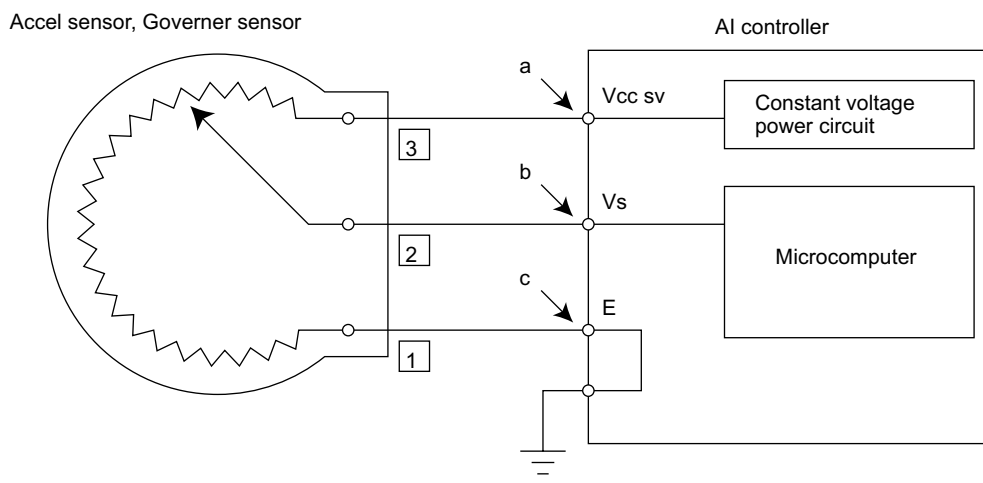 Accel sensor, Governer sensor
AI controller
a
Vcc sv
Constant voltage
power circuit
3
b
Vs
2
Microcomputer
c
E
1